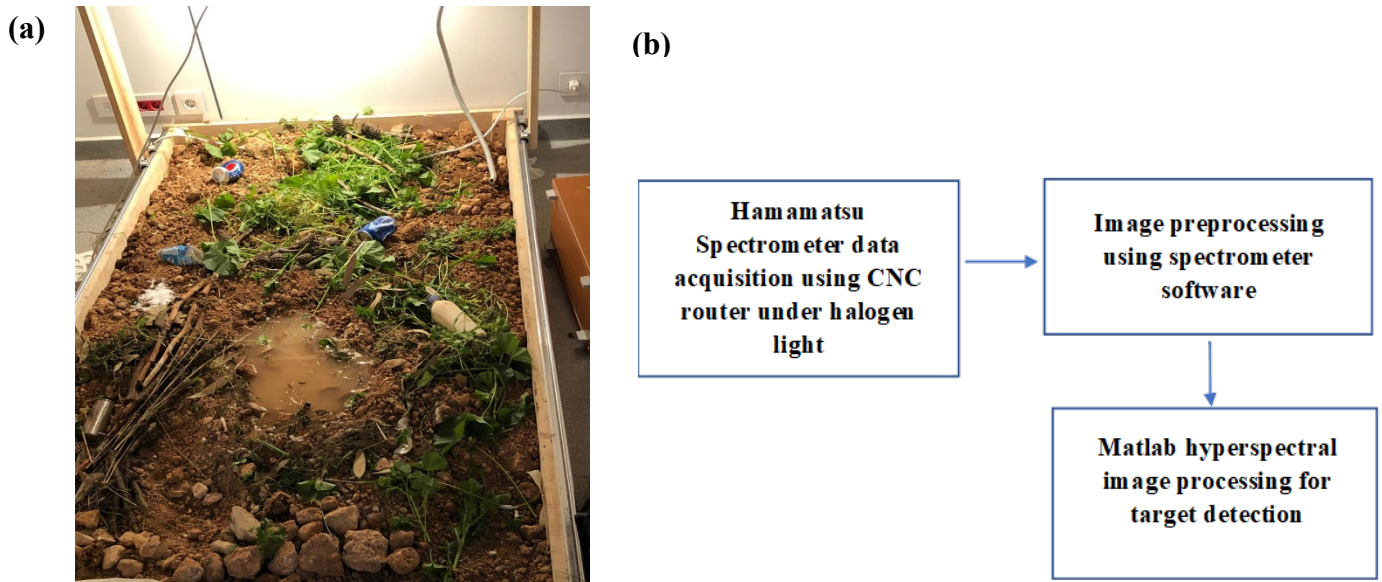 (a)
(b)
Hamamatsu
Spectrometer data
acquisition using CNC
router under halogen
light
Image preprocessing
using spectrometer
software
Matlab hyperspectral
image processing for
target detection